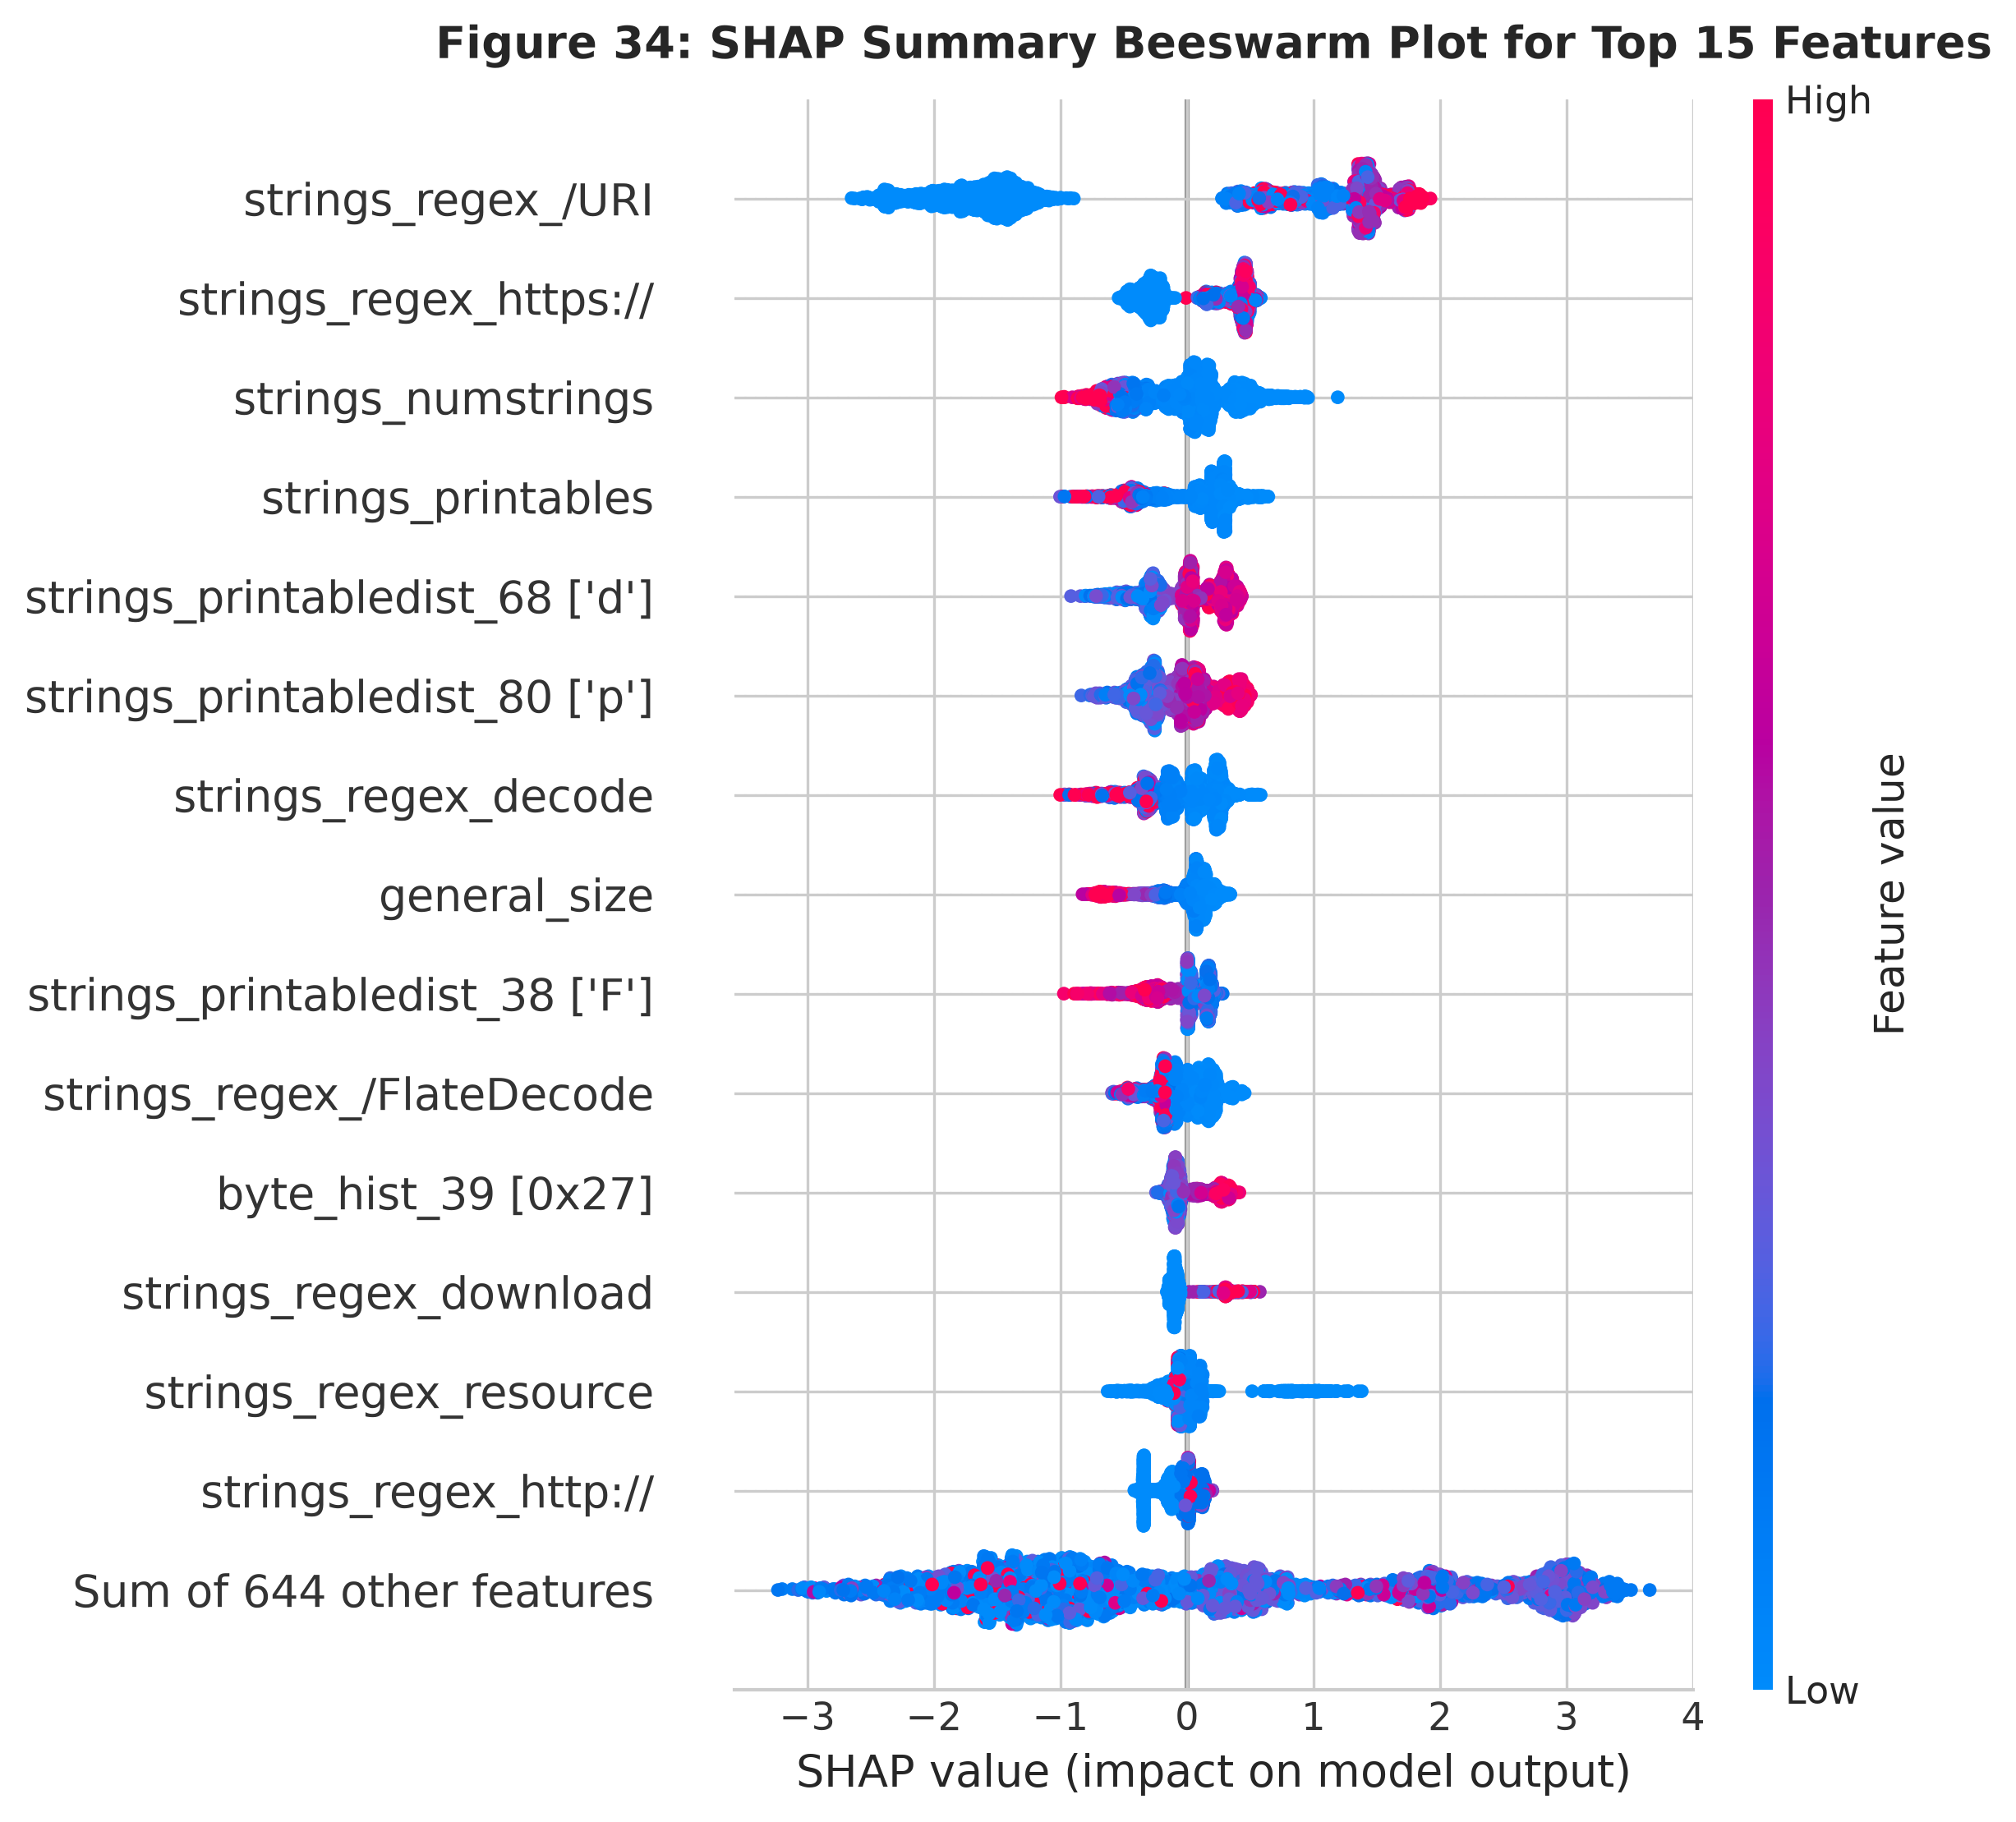 Figure 34: SHAP Summary Beeswarm Plot for Top 15 Features
High
strings_regex_/URI
strings_regex_https://
strings_numstrings
strings_printables
strings_printabledist_68 ['d']
strings_printabledist_80 ['p']
strings_regex_decode
general_size
strings_printabledist_38 ['F']
strings_regex_/FlateDecode
byte_hist_39 [0x27]
strings_regex_download
strings_regex_resource
strings_regex_http://
Sum of 644 other features
Feature value
Low
−3 −2 −1 0 1 2 3 4
SHAP value (impact on model output)